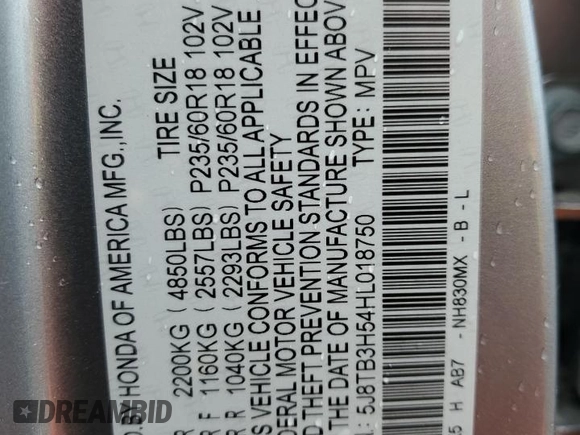 D.BY HONDA OF AMERICA MFG.,INC.
TIRE SIZE
R 2200KG ( 4850LBS)
R F 1160KG ( 2557LBS) P235/60R18 102V
R R 1040KG ( 2293LBS) P235/60R18 102V
S VEHICLE CONFORMS TO ALL APPLICABLE
DERAL MOTOR VEHICLE SAFETY
THEFT PREVENTION STANDARDS IN EFFEC
THE DATE OF MANUFACTURE SHOWN ABOV
: 5J8TB3H54HL018750 TYPE: MPV
5 H AB7 - NH830MX - B - L
DREAMBID